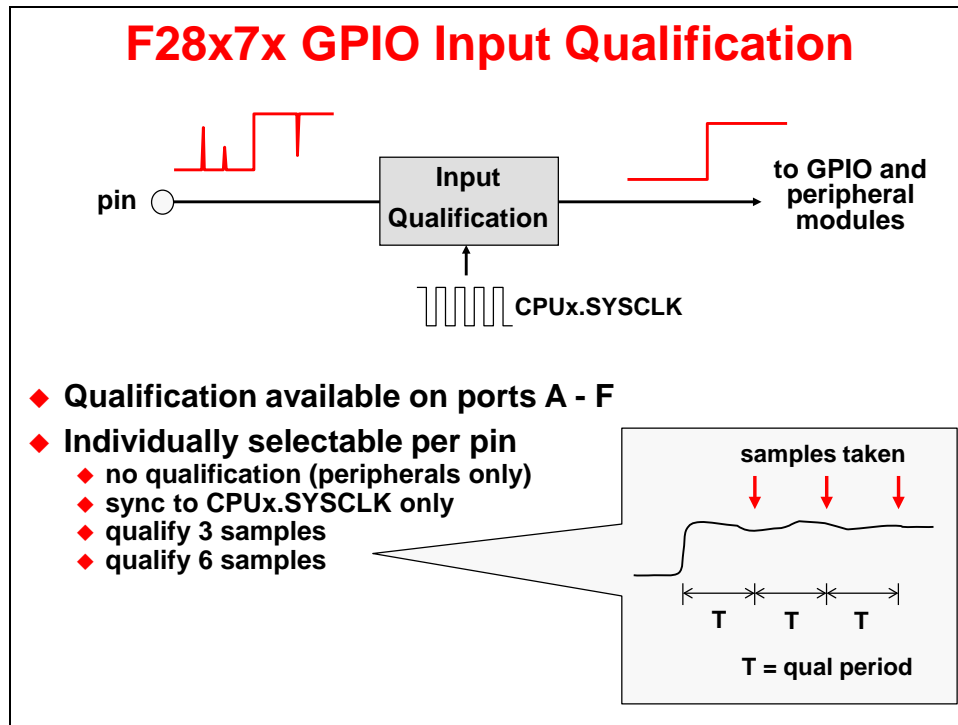 F28x7x GPIO Input Qualification
pin
Input
Qualification
to GPIO and
peripheral
modules
CPUx.SYSCLK
Qualification available on ports A - F
Individually selectable per pin
no qualification (peripherals only)
sync to CPUx.SYSCLK only
qualify 3 samples
qualify 6 samples
samples taken
T T T
T = qual period